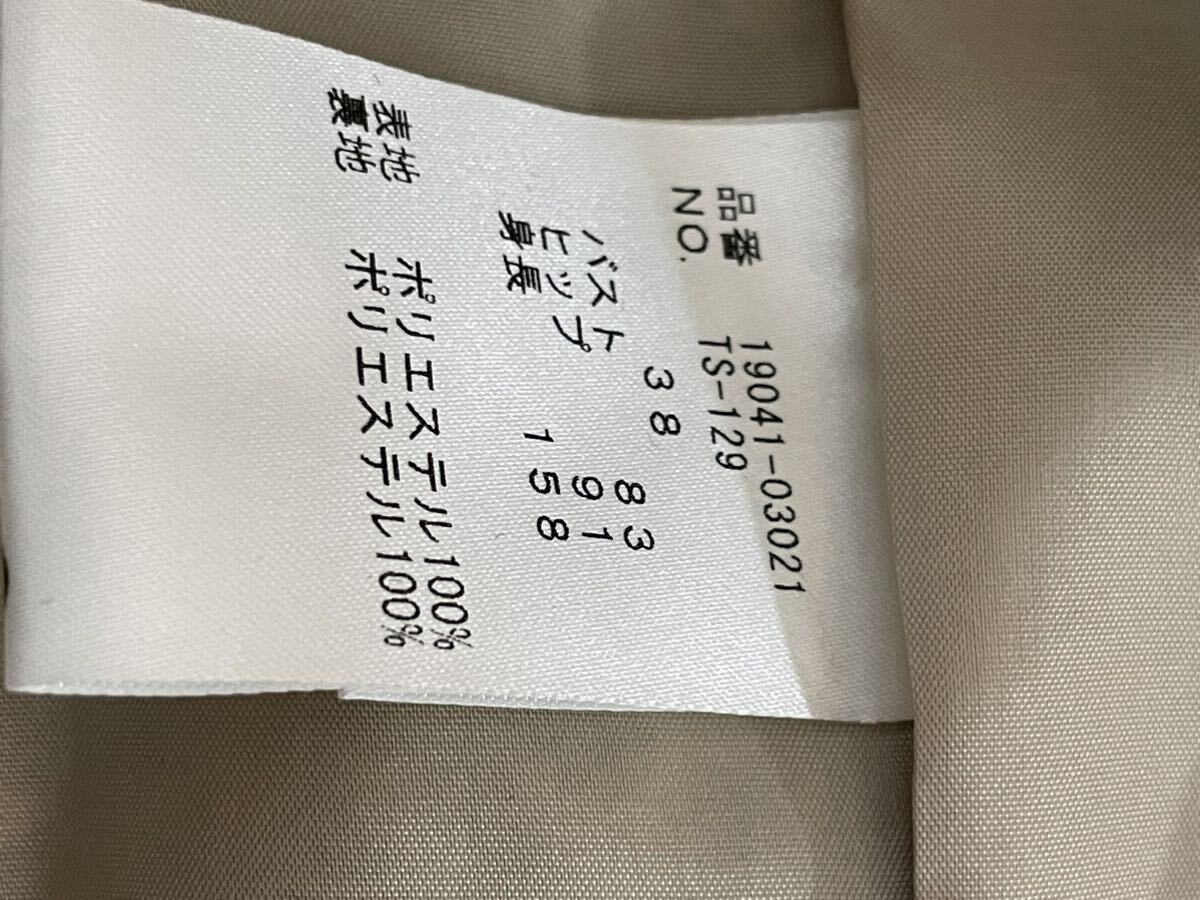 品番 19041-03021
NO. TS-129
38
バスト 83
ヒップ 91
身長 158
表地 ポリエステル100%
裏地 ポリエステル100%